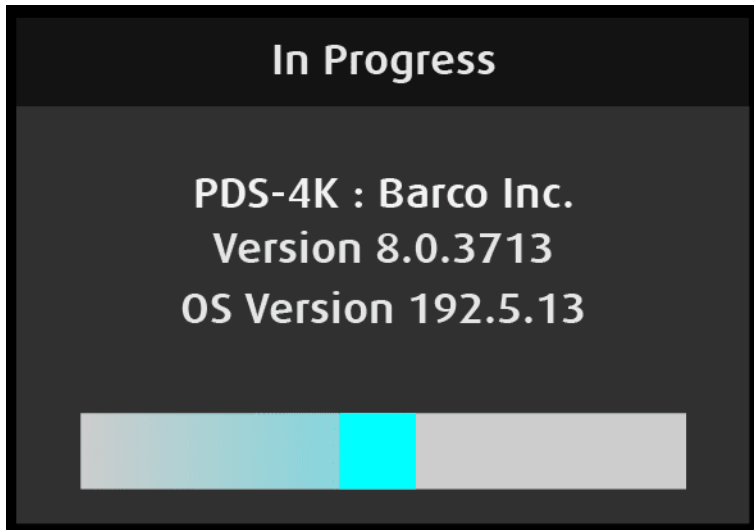 In Progress
PDS-4K : Barco Inc.
Version 8.0.3713
OS Version 192.5.13